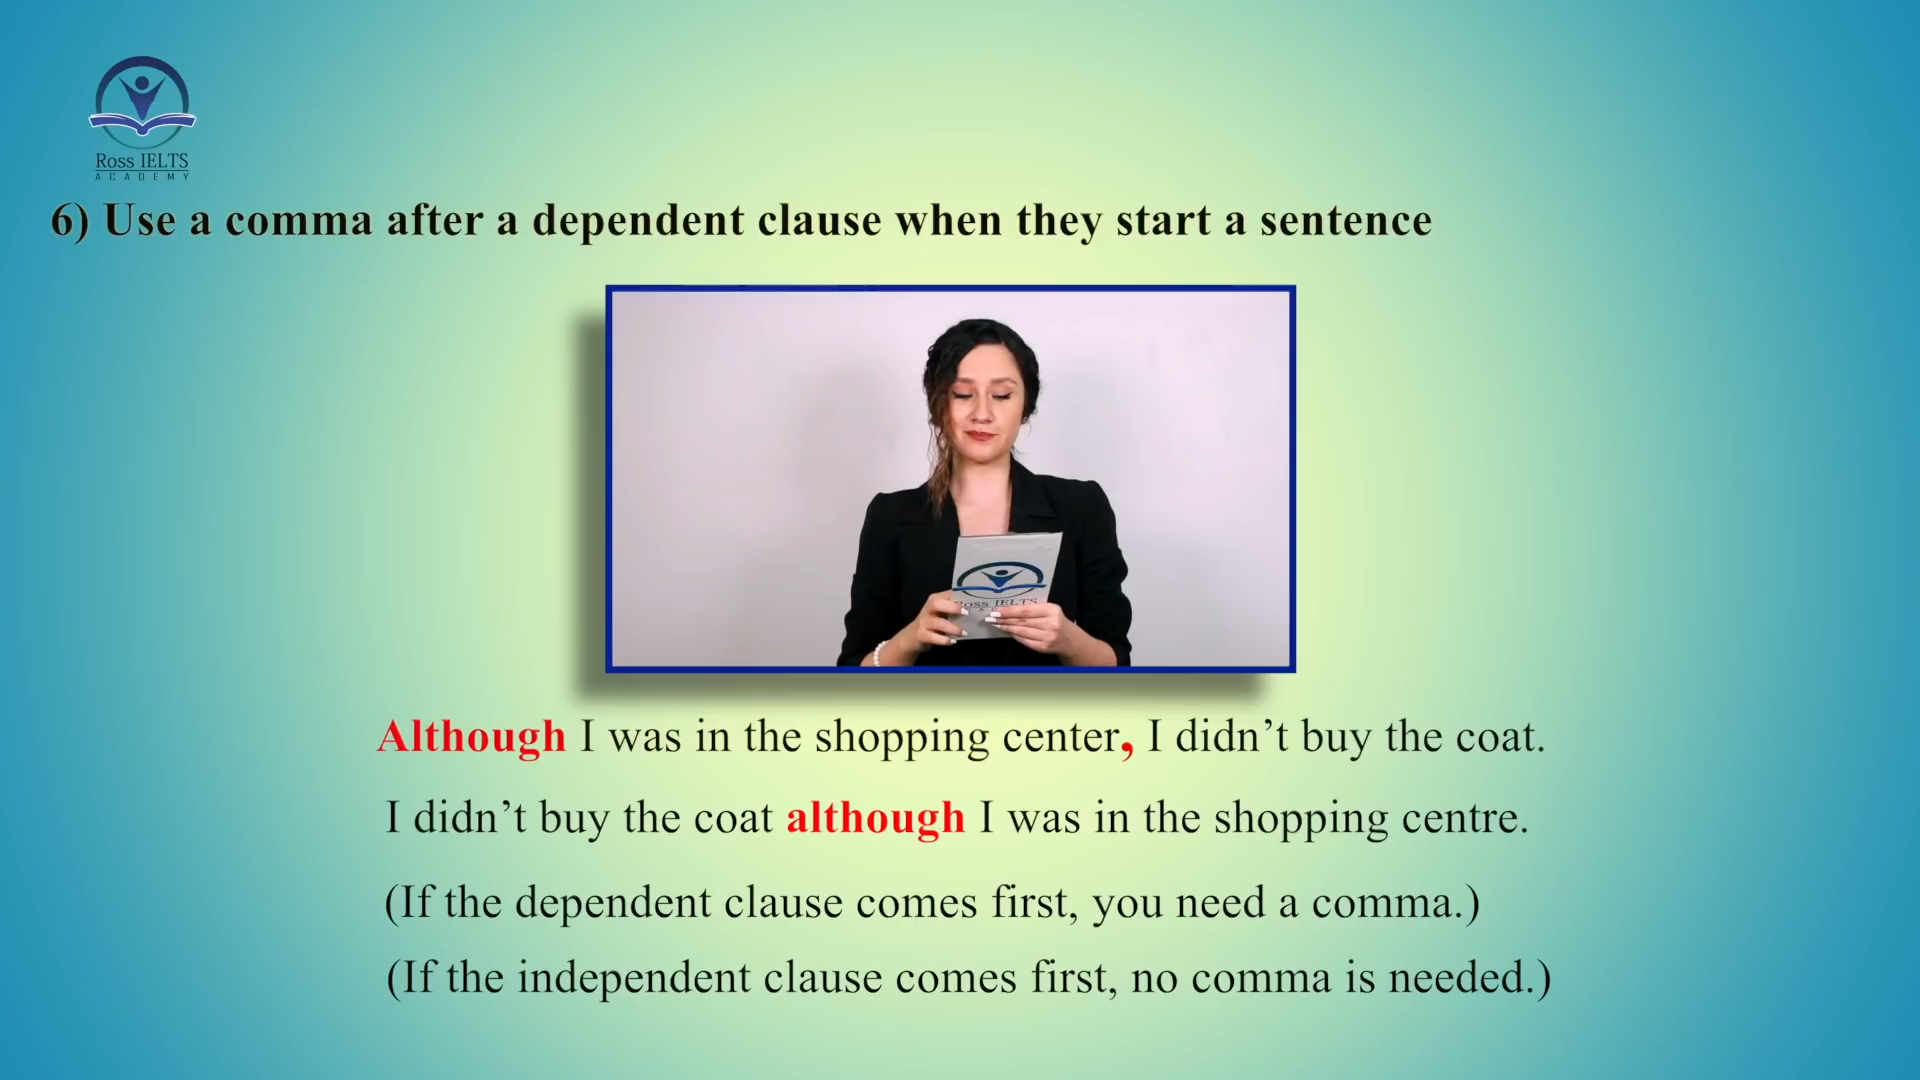 Ross IELTS
ACADEMY
6) Use a comma after a dependent clause when they start a sentence
Ross IELTS
Although I was in the shopping center, I didn’t buy the coat.
I didn’t buy the coat although I was in the shopping centre.
(If the dependent clause comes first, you need a comma.)
(If the independent clause comes first, no comma is needed.)